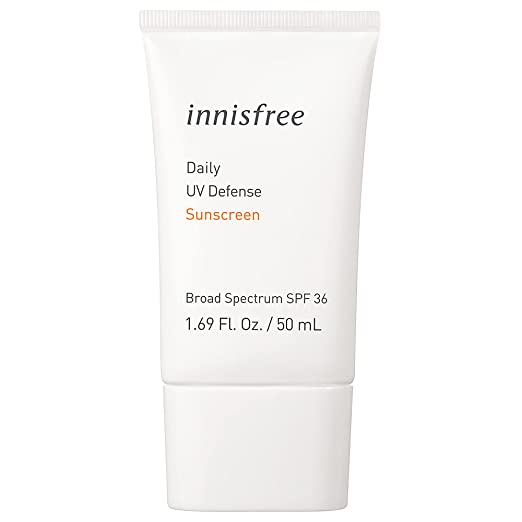 innisfree
Daily
UV Defense
Sunscreen
Broad Spectrum SPF 36
1.69 Fl. Oz. / 50 mL